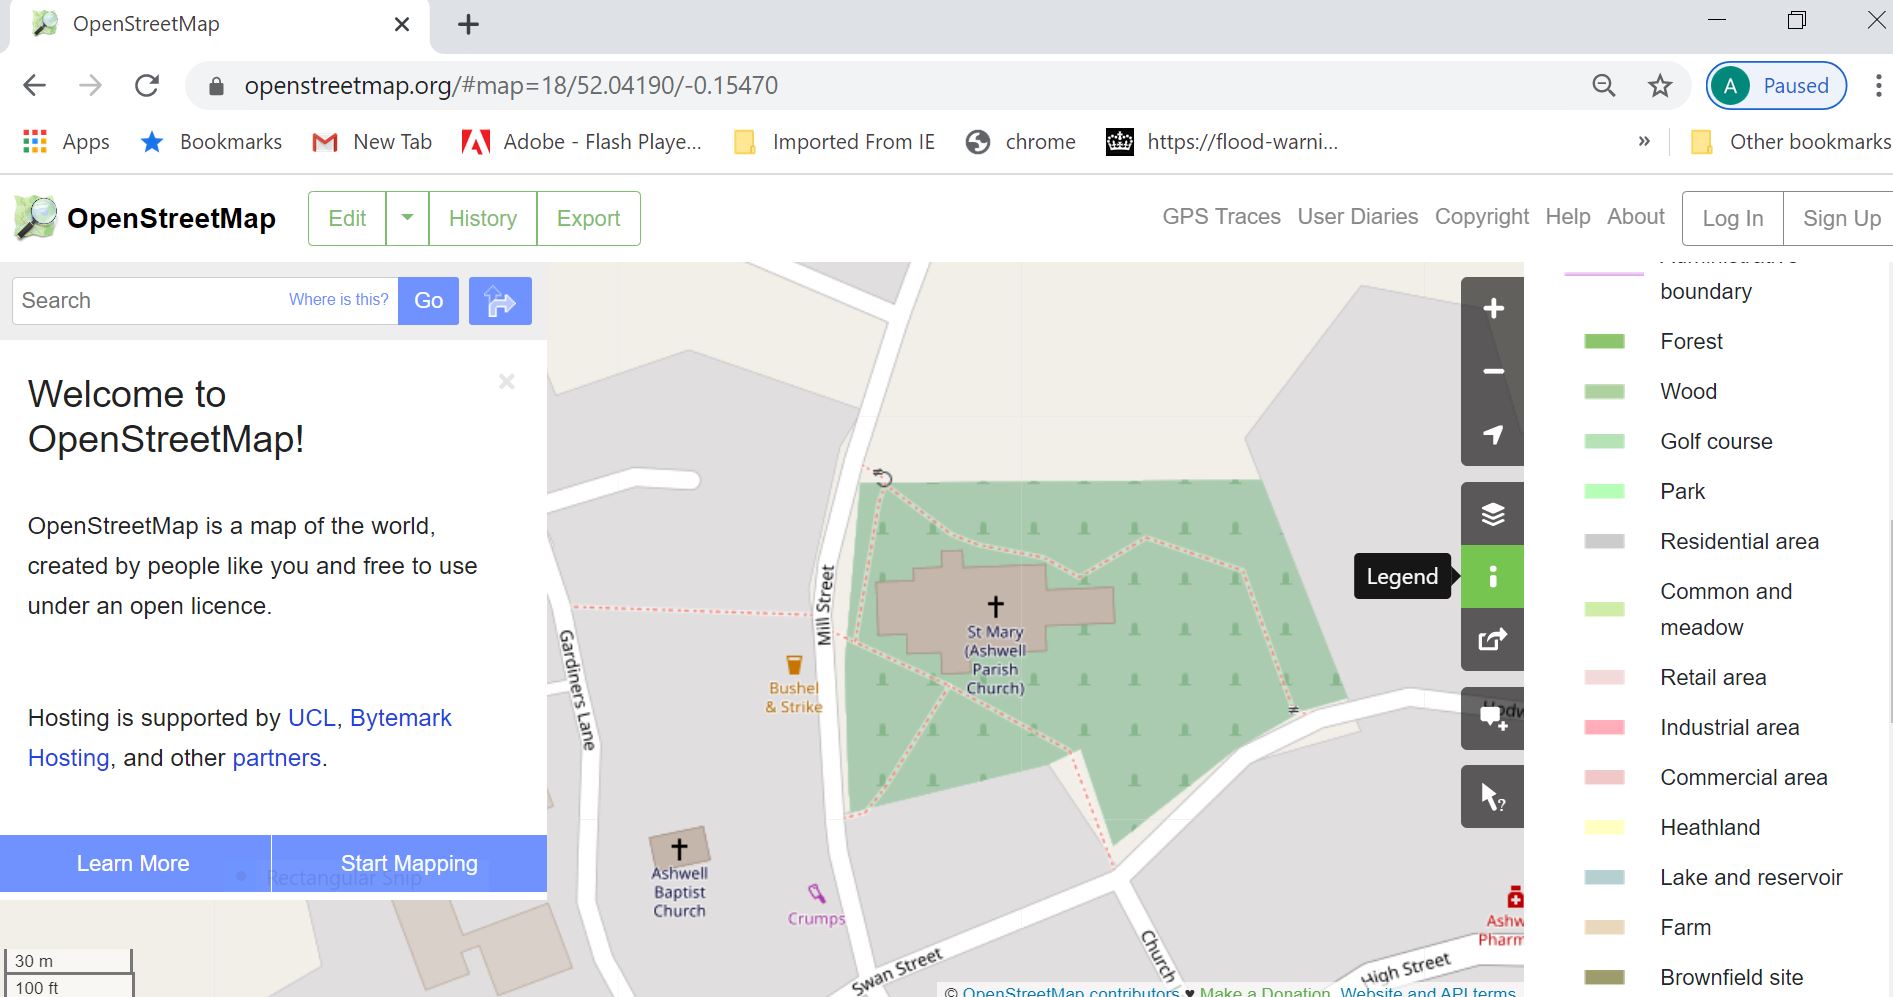 OpenStreetMap
openstreetmap.org/#map=18/52.04190/-0.15470
A Paused
Apps Bookmarks New Tab Adobe - Flash Playe... Imported From IE chrome https://flood-warni... » Other bookmarks
OpenStreetMap Edit History Export GPS Traces User Diaries Copyright Help About Log In Sign Up
Search Where is this? Go
Welcome to
OpenStreetMap!
OpenStreetMap is a map of the world,
created by people like you and free to use
under an open licence.
Hosting is supported by UCL, Bytemark
Hosting, and other partners.
Learn More Start Mapping
Rectangular Snip
30 m
100 ft
Mill Street
Gardiners Lane
Bushel
& Strike
St Mary
(Ashwell
Parish
Church)
Ashwell
Baptist
Church
Crumps
Swan Street
Church
High Street
Hodw
Ashw
Pharm
© OpenStreetMap contributors ♥ Make a Donation. Website and API terms
Legend
boundary
Forest
Wood
Golf course
Park
Residential area
Common and
meadow
Retail area
Industrial area
Commercial area
Heathland
Lake and reservoir
Farm
Brownfield site